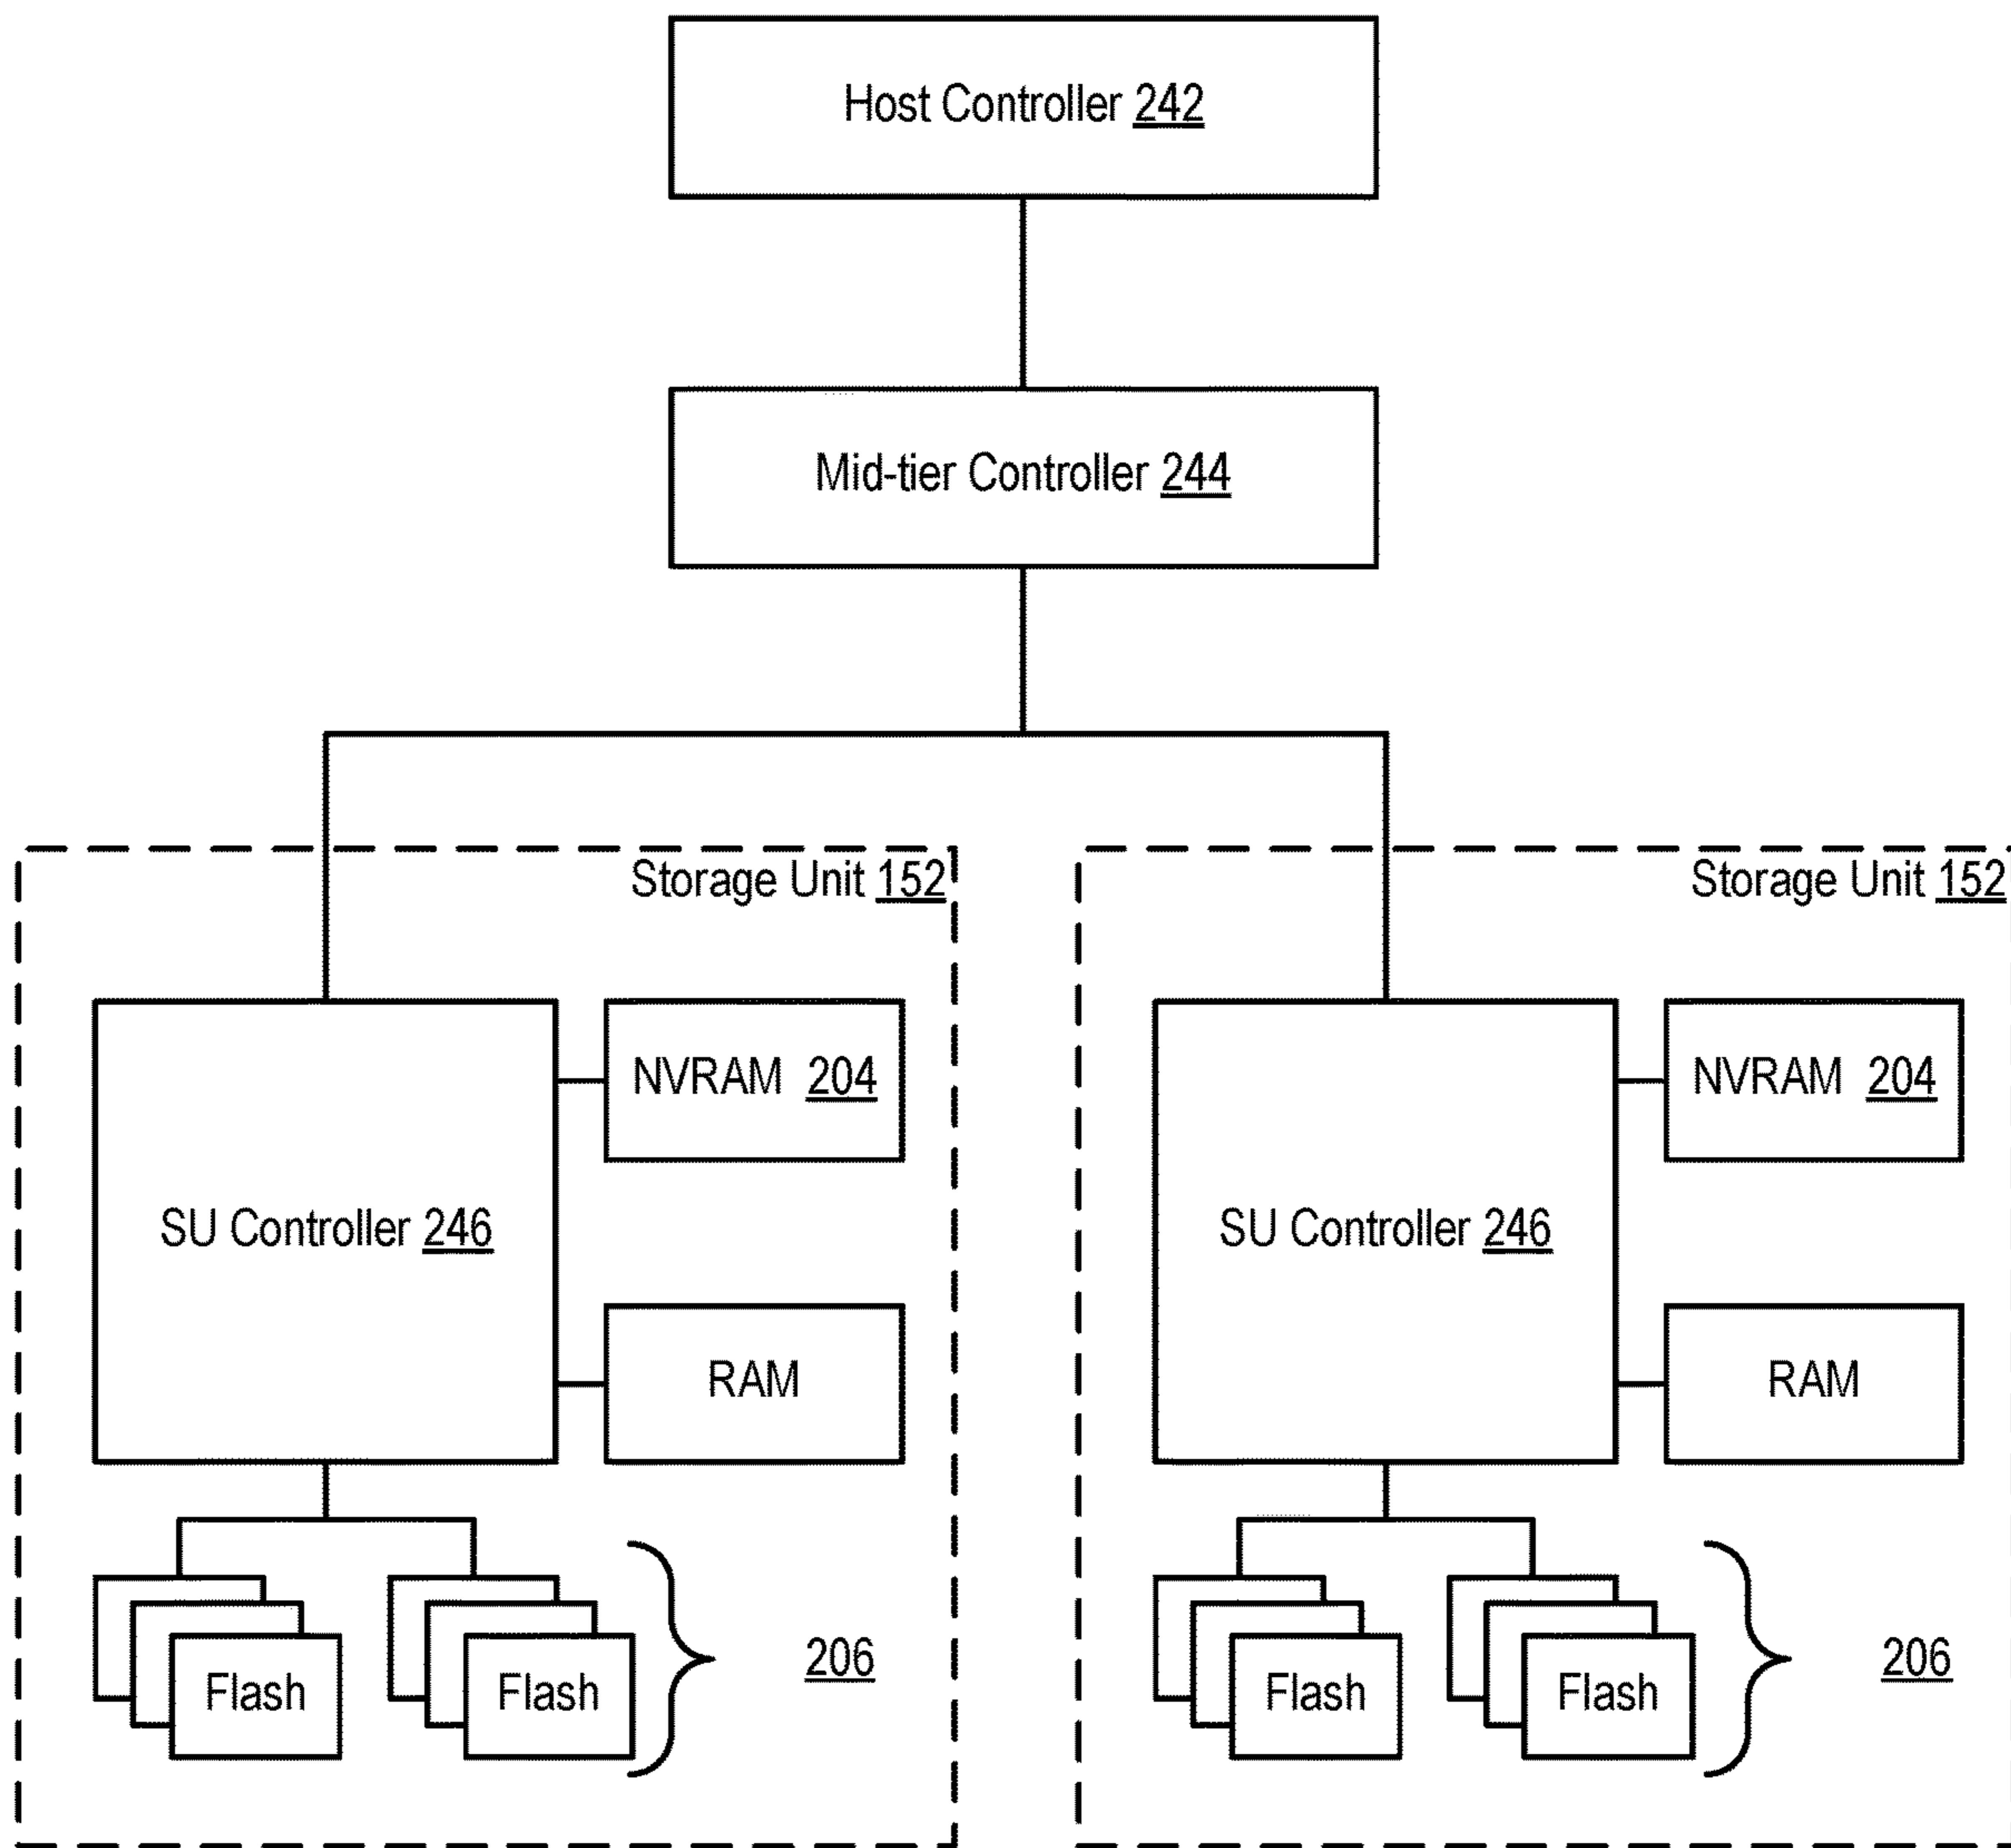 Host Controller 242
Mid-tier Controller 244
Storage Unit 152
Storage Unit 152
NVRAM 204
NVRAM 204
SU Controller 246
SU Controller 246
RAM
RAM
206
206
Flash
Flash
Flash
Flash